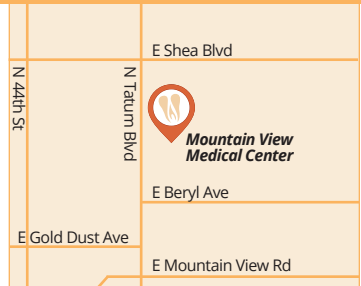 E Shea Blvd
N 44th St
N Tatum Blvd
Mountain View
Medical Center
E Beryl Ave
E Gold Dust Ave
E Mountain View Rd